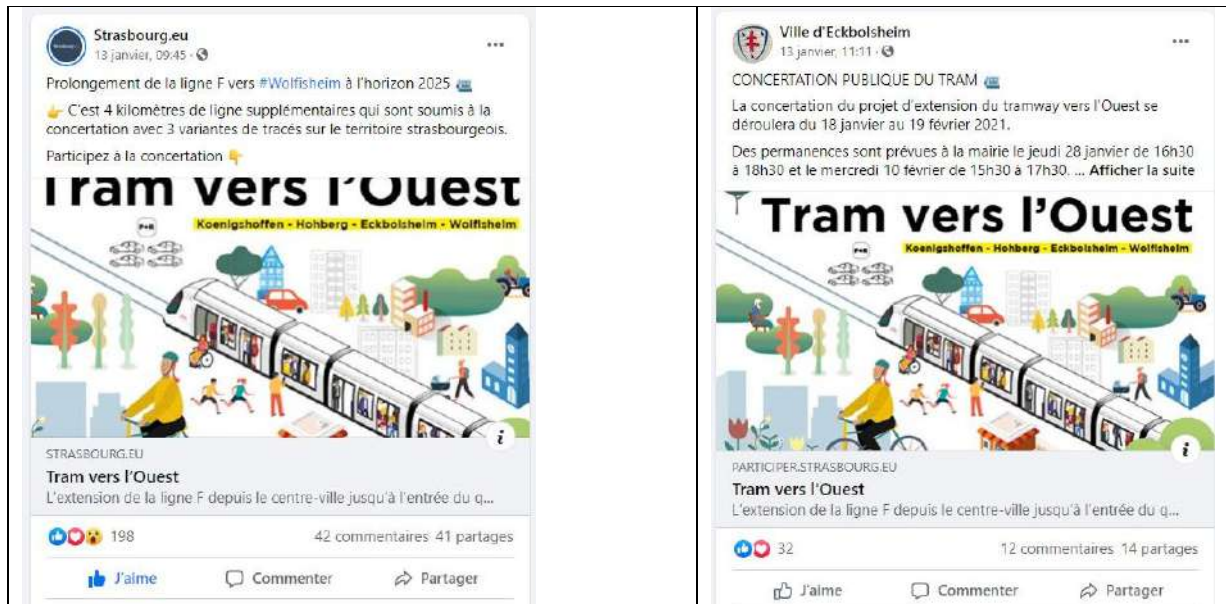 Strasbourg.eu
13 janvier, 09:45 ·
Prolongement de la ligne F vers #Wolfisheim à l'horizon 2025
C'est 4 kilomètres de ligne supplémentaires qui sont soumis à la
concertation avec 3 variantes de tracés sur le territoire strasbourgeois.
Participez à la concertation
Tram vers l'Ouest
P+R
Koenigshoffen - Hohberg - Eckbolsheim - Wolfisheim
STRASBOURG.EU
Tram vers l'Ouest
L'extension de la ligne F depuis le centre-ville jusqu'à l'entrée du q...
198
42 commentaires 41 partages
J'aime Commenter Partager
Ville d'Eckbolsheim
13 janvier, 11:11 ·
CONCERTATION PUBLIQUE DU TRAM
La concertation du projet d'extension du tramway vers l'Ouest se
déroulera du 18 janvier au 19 février 2021.
Des permanences sont prévues à la mairie le jeudi 28 janvier de 16h30
à 18h30 et le mercredi 10 février de 15h30 à 17h30. ... Afficher la suite
Tram vers l'Ouest
P+R
Koenigshoffen - Hohberg - Eckbolsheim - Wolfisheim
PARTICIPER.STRASBOURG.EU
Tram vers l'Ouest
L'extension de la ligne F depuis le centre-ville jusqu'à l'entrée du q...
32
12 commentaires 14 partages
J'aime Commenter Partager